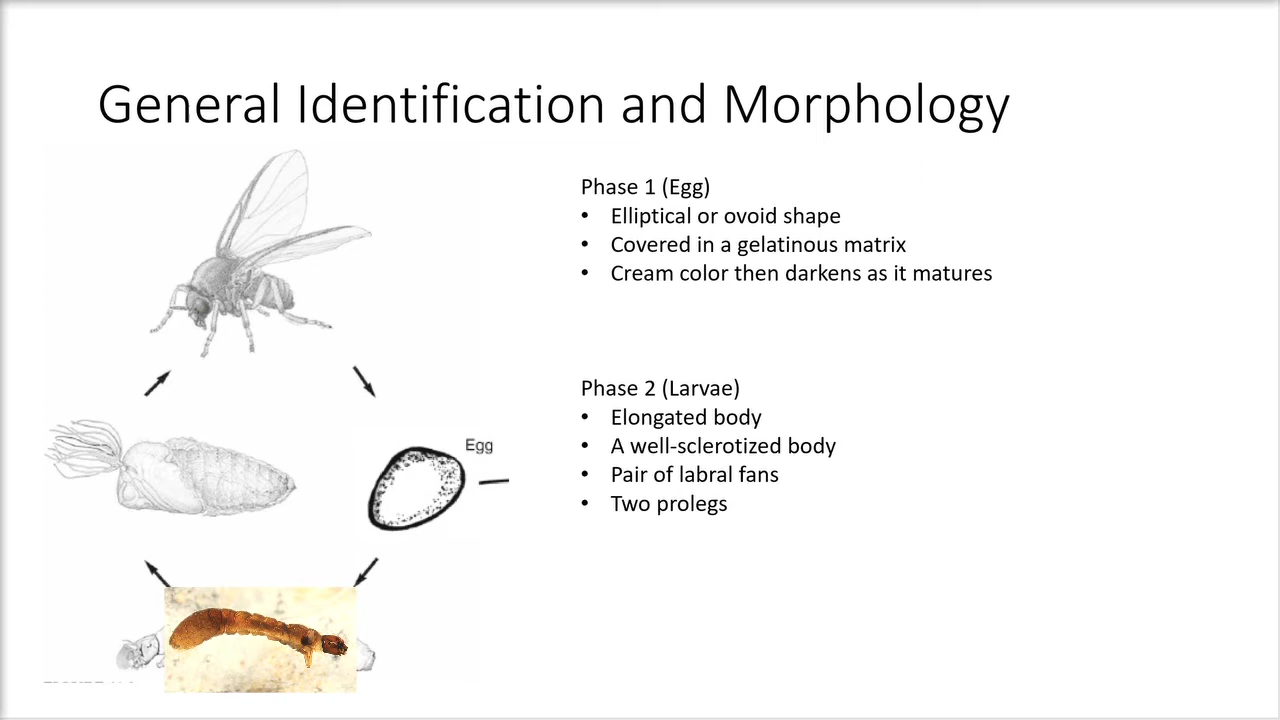 General Identification and Morphology
Phase 1 (Egg)
• Elliptical or ovoid shape
• Covered in a gelatinous matrix
• Cream color then darkens as it matures
Egg
Phase 2 (Larvae)
• Elongated body
• A well-sclerotized body
• Pair of labral fans
• Two prolegs